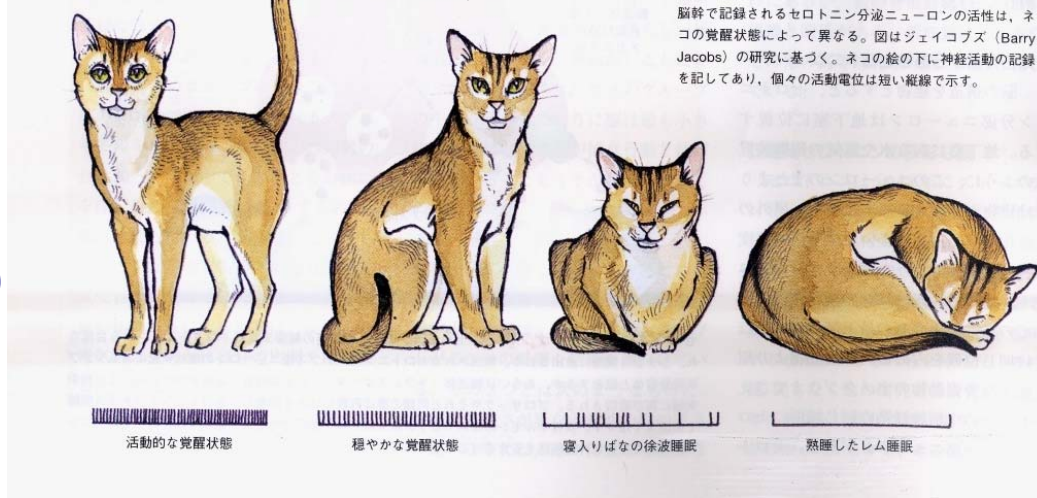 脳幹で記録されるセロトニン分泌ニューロンの活性は，ネ
コの覚醒状態によって異なる。図はジェイコブズ（Barry
Jacobs）の研究に基づく。ネコの絵の下に神経活動の記録
を記してあり，個々の活動電位は短い縦線で示す。
活動的な覚醒状態
穏やかな覚醒状態
寝入りばなの徐波睡眠
熟睡したレム睡眠